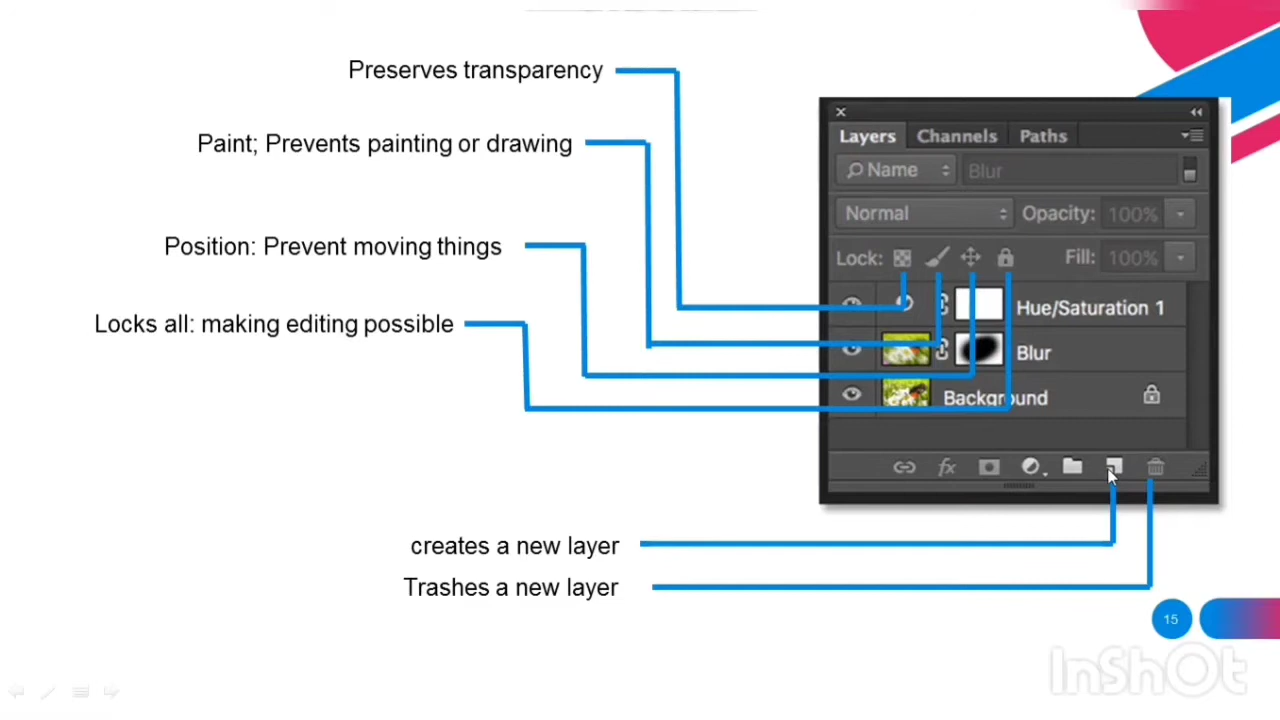 Preserves transparency
Paint; Prevents painting or drawing
Position: Prevent moving things
Locks all: making editing possible
Layers Channels Paths
Name Blur
Normal Opacity: 100%
Lock: Fill: 100%
Hue/Saturation 1
Blur
Background
fx
creates a new layer
Trashes a new layer
15
InShOt